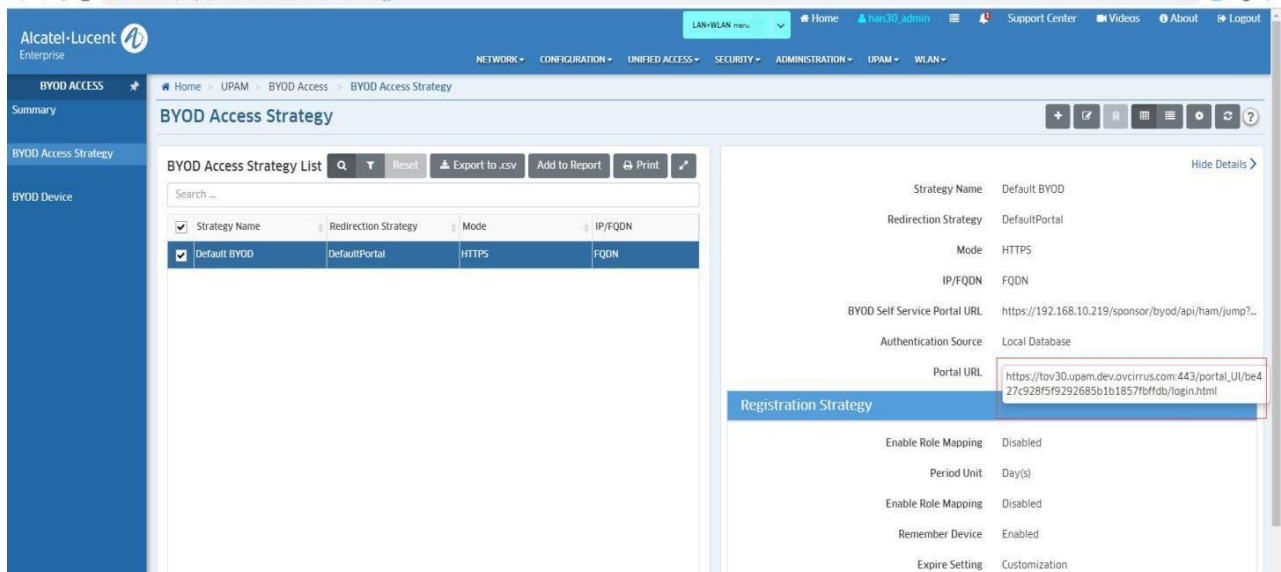 LAN+WLAN menu
Home
han30_admin
Support Center
Videos
About
Logout
Alcatel·Lucent
Enterprise
NETWORK
CONFIGURATION
UNIFIED ACCESS
SECURITY
ADMINISTRATION
UPAM
WLAN
BYOD ACCESS
Home > UPAM > BYOD Access > BYOD Access Strategy
Summary
BYOD Access Strategy
BYOD Device
BYOD Access Strategy
?
BYOD Access Strategy List
Reset
Export to .csv
Add to Report
Print
Search ...
Strategy Name Redirection Strategy Mode IP/FQDN
Default BYOD DefaultPortal HTTPS FQDN
Hide Details
Strategy Name Default BYOD
Redirection Strategy DefaultPortal
Mode HTTPS
IP/FQDN FQDN
BYOD Self Service Portal URL https://192.168.10.219/sponsor/byod/api/ham/jump?...
Authentication Source Local Database
Portal URL
https://tov30.upam.dev.ovcirrus.com:443/portal_UI/be4
27c928f5f9292685b1b1857fbffdb/login.html
Registration Strategy
Enable Role Mapping Disabled
Period Unit Day(s)
Enable Role Mapping Disabled
Remember Device Enabled
Expire Setting Customization